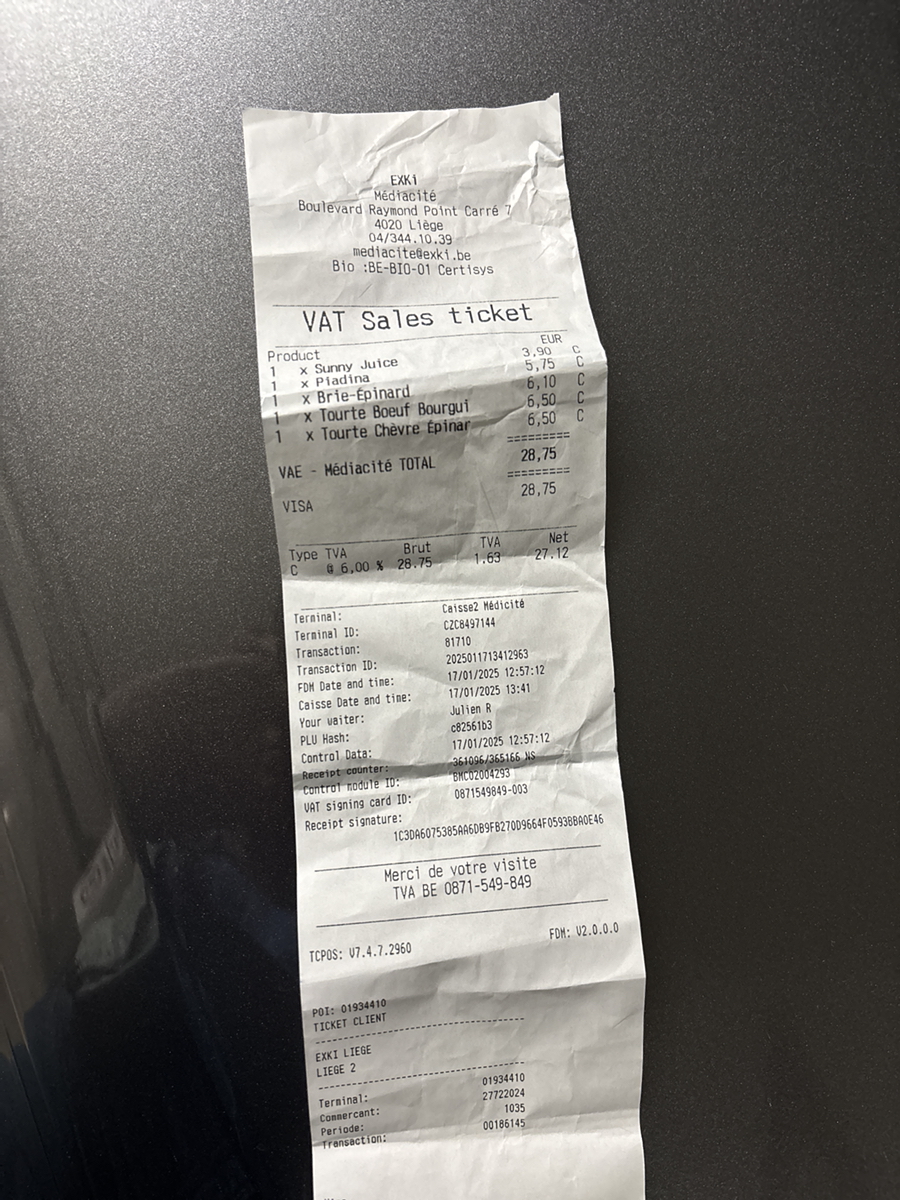 EXKi
Médiacité
Boulevard Raymond Point Carré 7
4020 Liège
04/344.10.39
mediacite@exki.be
Bio :BE-BIO-01 Certisys
VAT Sales ticket
Product EUR
1 x Sunny Juice 3,90 C
1 x Piadina 5,75 C
1 x Brie-Épinard 6,10 C
1 x Tourte Boeuf Bourgui 6,50 C
1 x Tourte Chèvre Épinar 6,50 C
=========
VAE - Médiacité TOTAL 28,75
=========
VISA 28,75
Type TVA Brut TVA Net
C @ 6,00 % 28.75 1.63 27.12
Terminal: Caisse2 Médicité
Terminal ID: CZC8497144
Transaction: 81710
Transaction ID: 2025011713412963
FDM Date and time: 17/01/2025 12:57:12
Caisse Date and time: 17/01/2025 13:41
Your waiter: Julien R
PLU Hash: c82561b3
Control Data: 17/01/2025 12:57:12
Receipt counter: 361096/365166 NS
Control module ID: BMC02004293
VAT signing card ID: 0871549849-003
Receipt signature:
1C3DA6075385AA6DB9FB270D9664F0593BBA0E46
Merci de votre visite
TVA BE 0871-549-849
TCPOS: V7.4.7.2960 FDM: V2.0.0.0
POI: 01934410
TICKET CLIENT
--------------------------------
EXKI LIEGE
LIEGE 2
--------------------------------
Terminal: 01934410
Commercant: 27722024
Periode: 1035
Transaction: 00186145